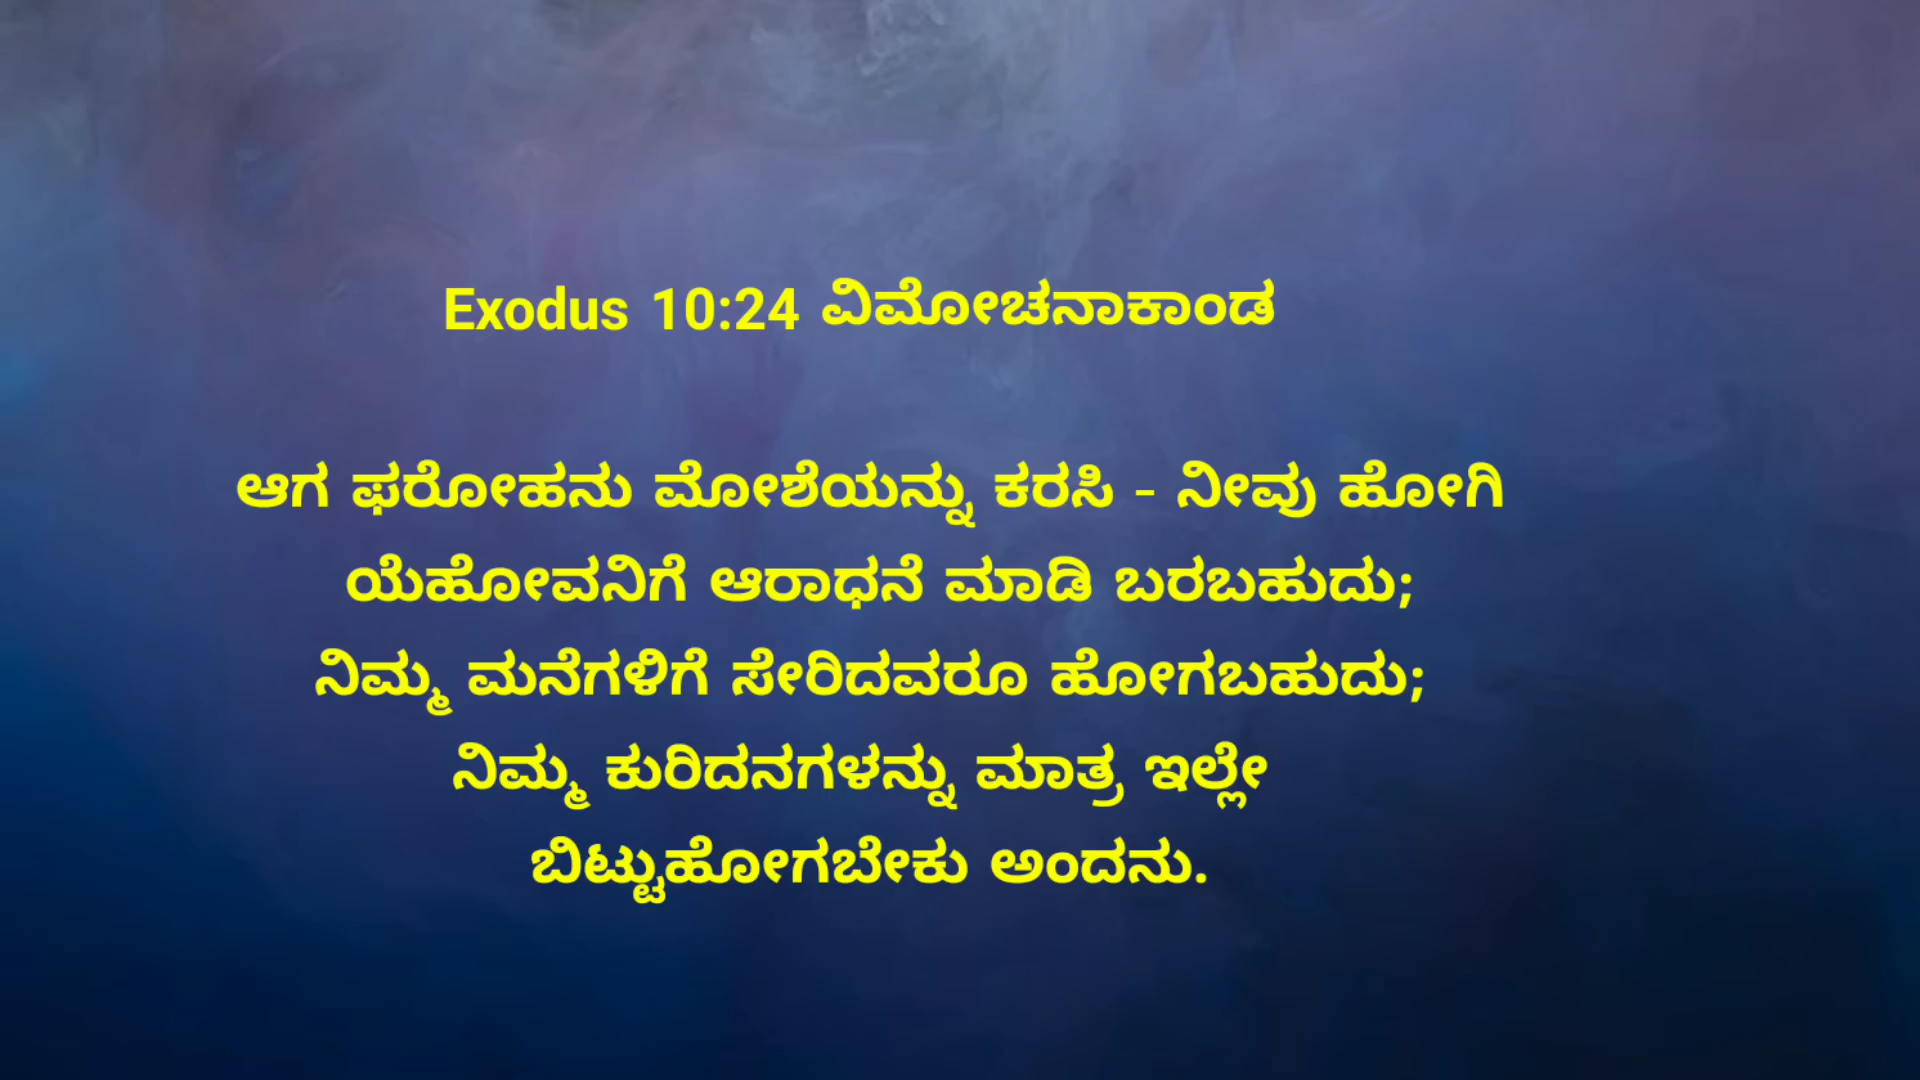 Exodus 10:24 ವಿಮೋಚನಾಕಾಂಡ
ಆಗ ಫರೋಹನು ಮೋಶೆಯನ್ನು ಕರಸಿ - ನೀವು ಹೋಗಿ
ಯೆಹೋವನಿಗೆ ಆರಾಧನೆ ಮಾಡಿ ಬರಬಹುದು;
ನಿಮ್ಮ ಮನೆಗಳಿಗೆ ಸೇರಿದವರೂ ಹೋಗಬಹುದು;
ನಿಮ್ಮ ಕುರಿದನಗಳನ್ನು ಮಾತ್ರ ಇಲ್ಲೇ
ಬಿಟ್ಟುಹೋಗಬೇಕು ಅಂದನು.